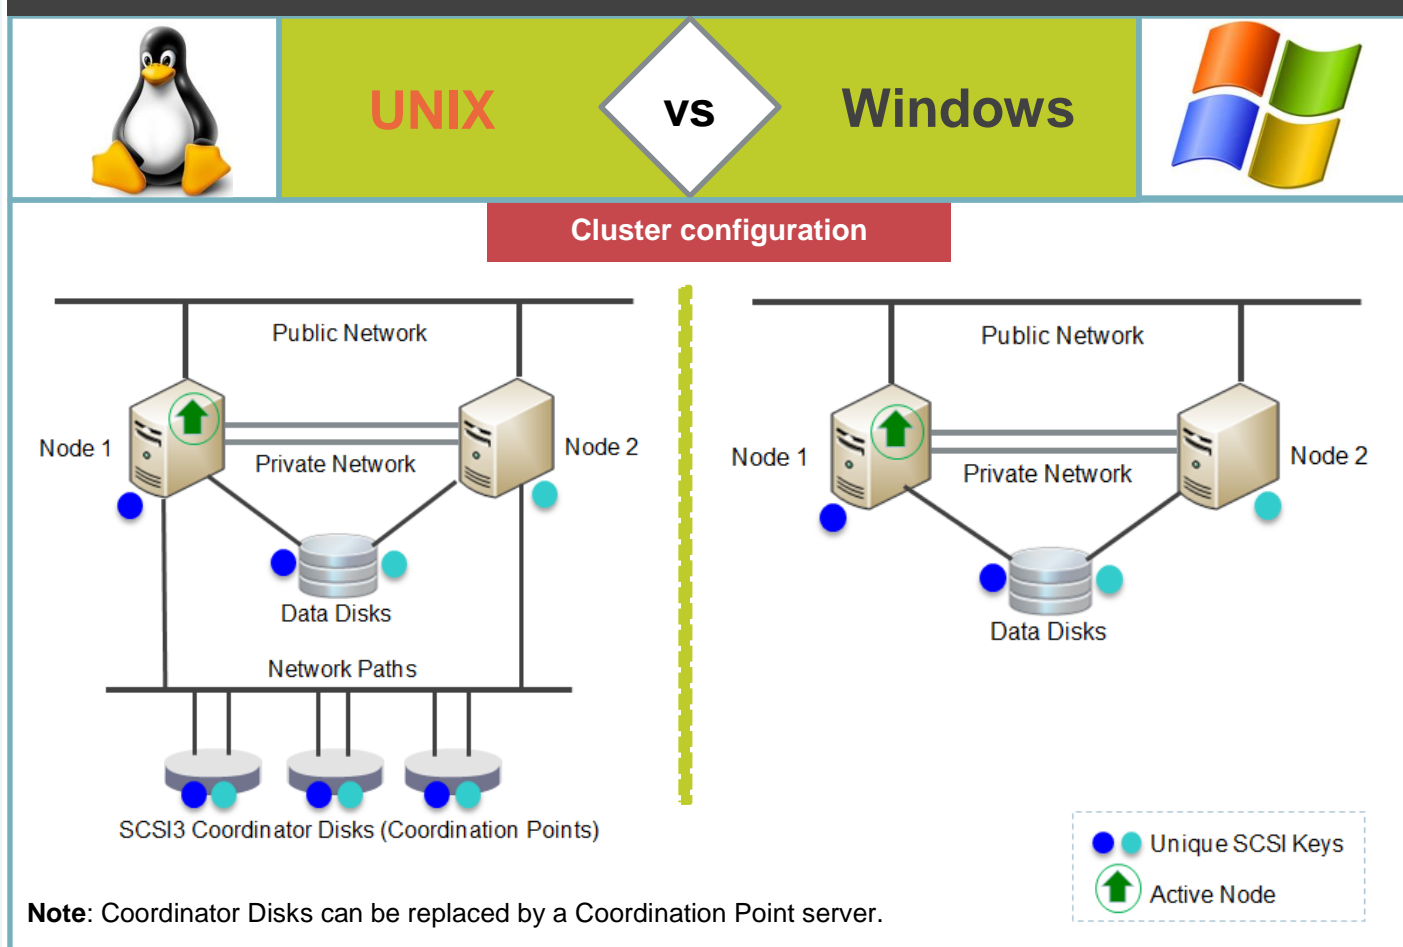 UNIX
vs
Windows
Cluster configuration
Public Network
Node 1
Node 2
Private Network
Data Disks
Network Paths
SCSI3 Coordinator Disks (Coordination Points)
Public Network
Node 1
Node 2
Private Network
Data Disks
Unique SCSI Keys
Active Node
Note: Coordinator Disks can be replaced by a Coordination Point server.